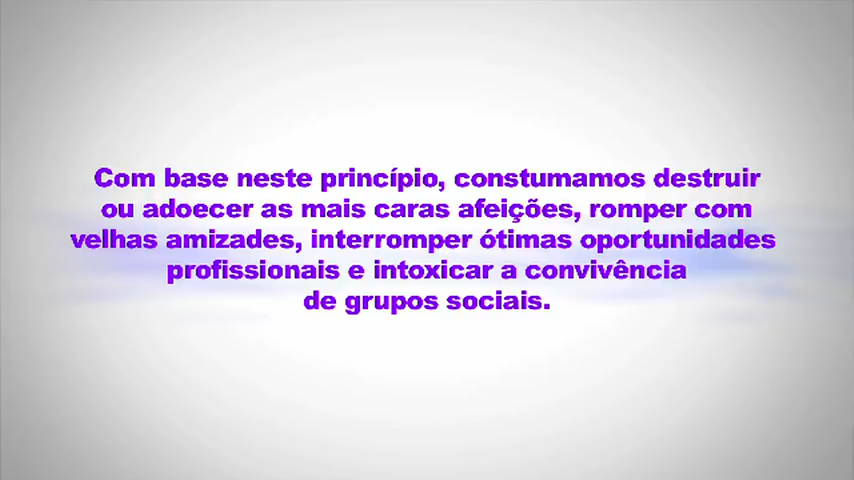 Com base neste princípio, constumamos destruir
ou adoecer as mais caras afeições, romper com
velhas amizades, interromper ótimas oportunidades
profissionais e intoxicar a convivência
de grupos sociais.